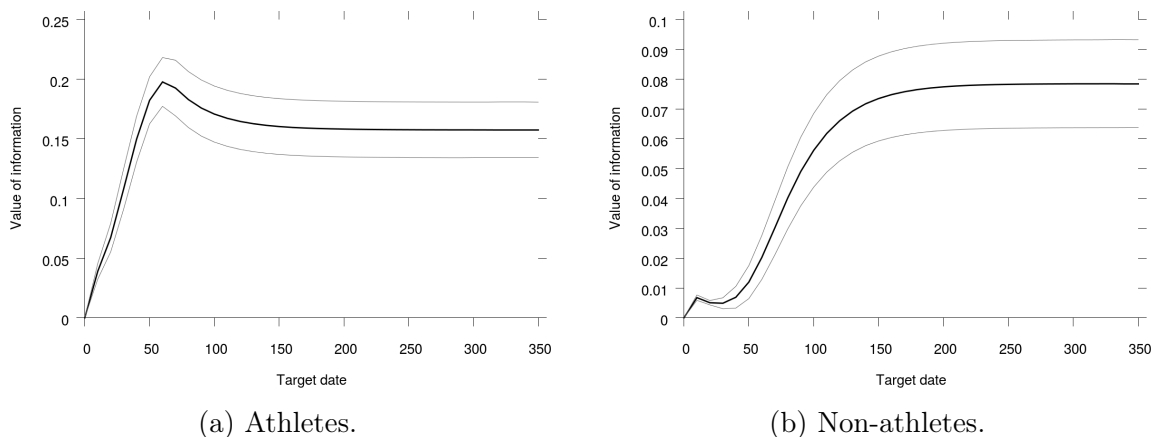 0.25
0.2
0.15
0.1
0.05
0
Value of information
0 50 100 150 200 250 300 350
Target date
(a) Athletes.
0.1
0.09
0.08
0.07
0.06
0.05
0.04
0.03
0.02
0.01
0
Value of information
0 50 100 150 200 250 300 350
Target date
(b) Non-athletes.